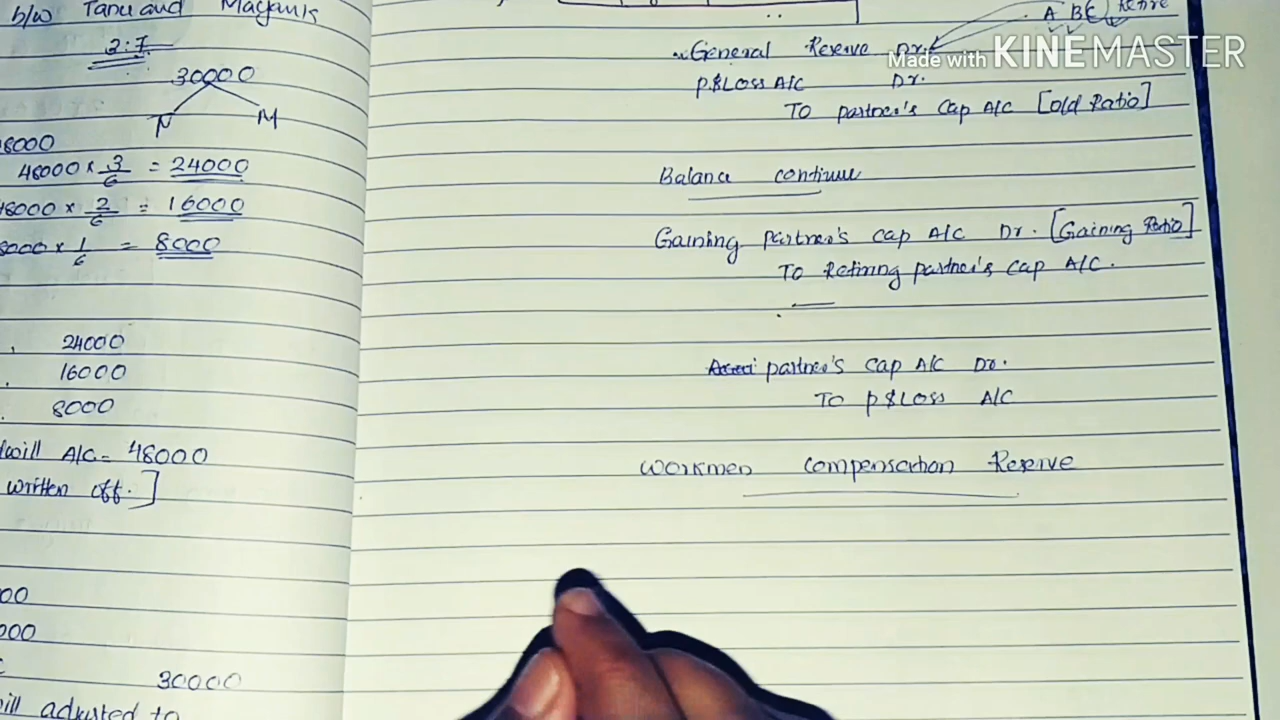 b/w Tanu and Mayank
2:7
30000
N M
8000
48000 × 3/6 = 24000
48000 × 2/6 = 16000
8000 × 1/6 = 8000
24000
16000
8000
will A/C = 48000
written off.]
00
000
30000
ill adjusted to
A B C Retire
Made with KINEMASTER
General Reserve Dr.
P&Loss A/C Dr.
To partner's Cap A/C [old Ratio]
Balance continue
Gaining partner's cap A/C Dr. [Gaining Ratio]
To Retiring partner's cap A/C.
partner's cap A/C Dr.
To P&Loss A/C
Workmen compensation Reserve